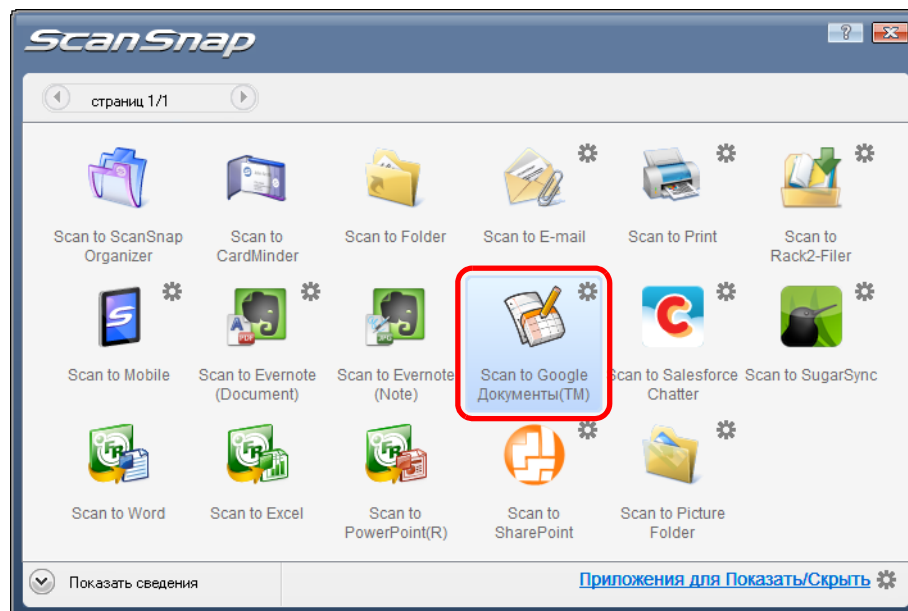 ScanSnap
?
страниц 1/1
Scan to ScanSnap
Organizer
Scan to
CardMinder
Scan to Folder
Scan to E-mail
Scan to Print
Scan to
Rack2-Filer
Scan to Mobile
Scan to Evernote
(Document)
Scan to Evernote
(Note)
Scan to Google
Документы(TM)
Scan to Salesforce
Chatter
Scan to SugarSync
Scan to Word
Scan to Excel
Scan to
PowerPoint(R)
Scan to
SharePoint
Scan to Picture
Folder
Показать сведения
Приложения для Показать/Скрыть